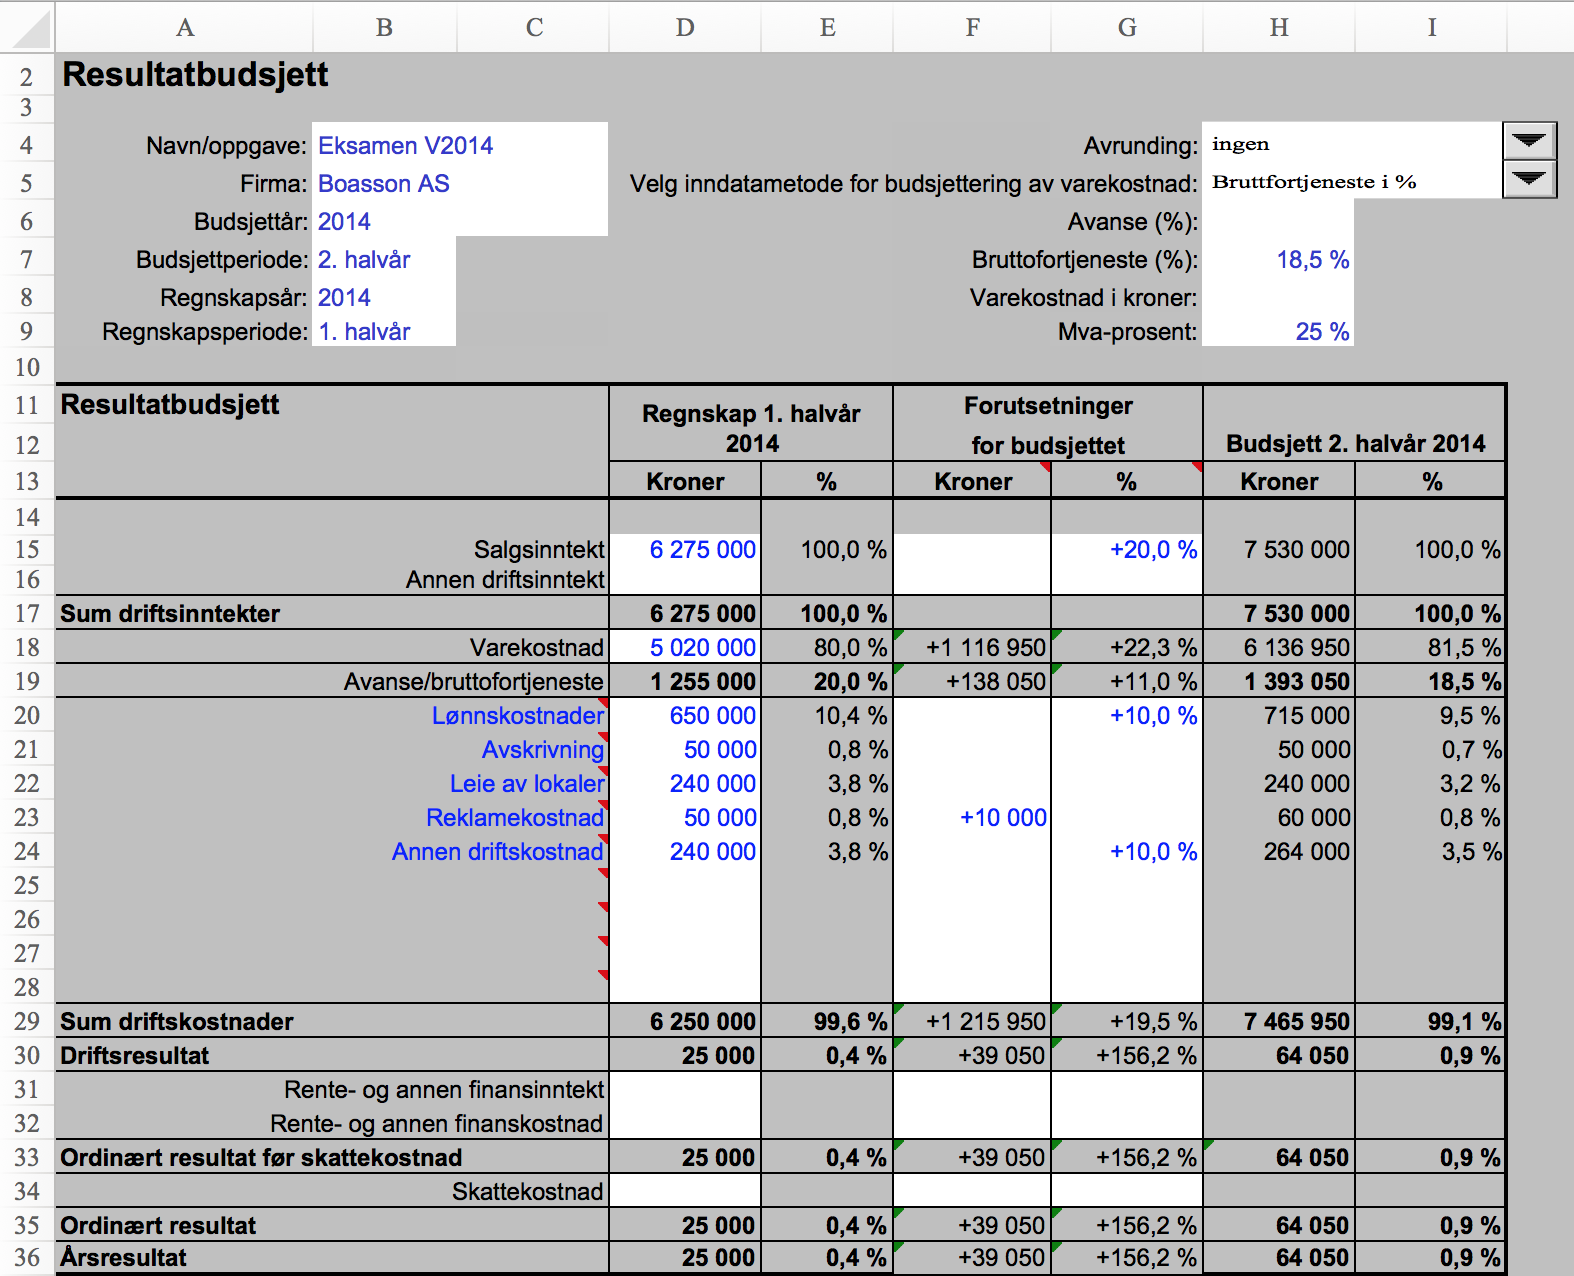 A B C D E F G H I
2 Resultatbudsjett
3
4 Navn/oppgave: Eksamen V2014 Avrunding: ingen
5 Firma: Boasson AS Velg inndatametode for budsjettering av varekostnad: Bruttfortjeneste i %
6 Budsjettår: 2014 Avanse (%):
7 Budsjettperiode: 2. halvår Bruttofortjeneste (%): 18,5 %
8 Regnskapsår: 2014 Varekostnad i kroner:
9 Regnskapsperiode: 1. halvår Mva-prosent: 25 %
10
11 Resultatbudsjett Regnskap 1. halvår Forutsetninger
12 2014 for budsjettet Budsjett 2. halvår 2014
13 Kroner % Kroner % Kroner %
14
15 Salgsinntekt 6 275 000 100,0 % +20,0 % 7 530 000 100,0 %
16 Annen driftsinntekt
17 Sum driftsinntekter 6 275 000 100,0 % 7 530 000 100,0 %
18 Varekostnad 5 020 000 80,0 % +1 116 950 +22,3 % 6 136 950 81,5 %
19 Avanse/bruttofortjeneste 1 255 000 20,0 % +138 050 +11,0 % 1 393 050 18,5 %
20 Lønnskostnader 650 000 10,4 % +10,0 % 715 000 9,5 %
21 Avskrivning 50 000 0,8 % 50 000 0,7 %
22 Leie av lokaler 240 000 3,8 % 240 000 3,2 %
23 Reklamekostnad 50 000 0,8 % +10 000 60 000 0,8 %
24 Annen driftskostnad 240 000 3,8 % +10,0 % 264 000 3,5 %
25
26
27
28
29 Sum driftskostnader 6 250 000 99,6 % +1 215 950 +19,5 % 7 465 950 99,1 %
30 Driftsresultat 25 000 0,4 % +39 050 +156,2 % 64 050 0,9 %
31 Rente- og annen finansinntekt
32 Rente- og annen finanskostnad
33 Ordinært resultat før skattekostnad 25 000 0,4 % +39 050 +156,2 % 64 050 0,9 %
34 Skattekostnad
35 Ordinært resultat 25 000 0,4 % +39 050 +156,2 % 64 050 0,9 %
36 Årsresultat 25 000 0,4 % +39 050 +156,2 % 64 050 0,9 %